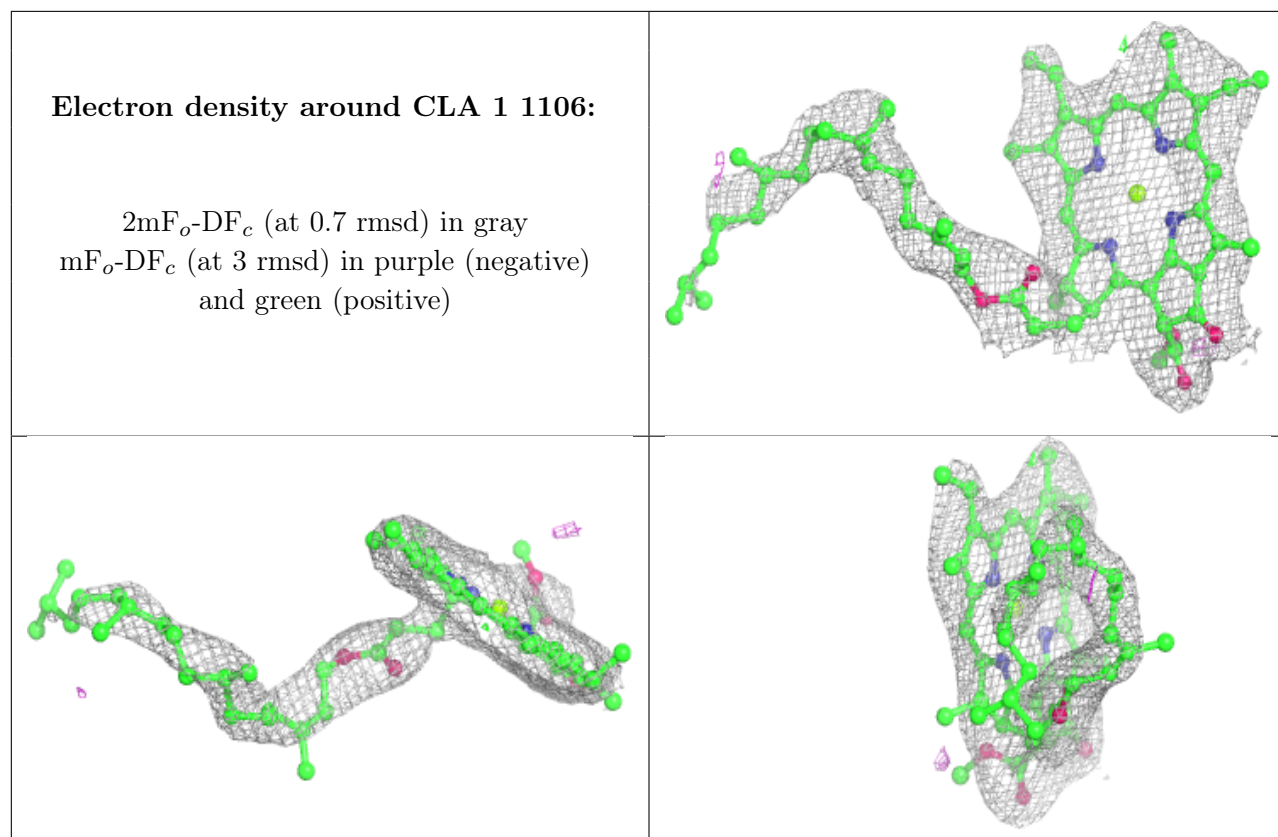 Electron density around CLA 1 1106:
2mFo-DFc (at 0.7 rmsd) in gray
mFo-DFc (at 3 rmsd) in purple (negative)
and green (positive)